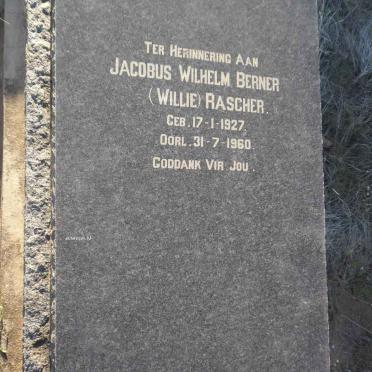 TER HERINNERING AAN
JACOBUS WILHELM BERNER
(WILLIE) RASCHER.
GEB. 17-1-1927.
OORL. 31-7-1960.
GODDANK VIR JOU.